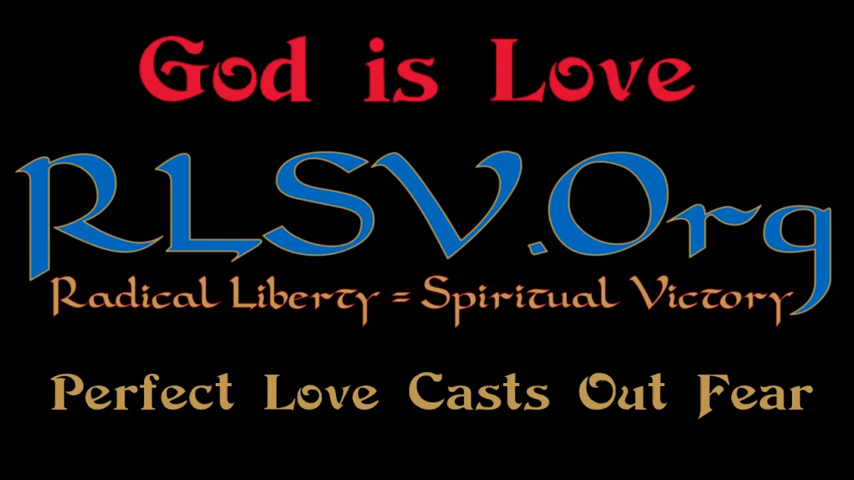 God is Love
RLSV.Org
Radical Liberty = Spiritual Victory
Perfect Love Casts Out Fear